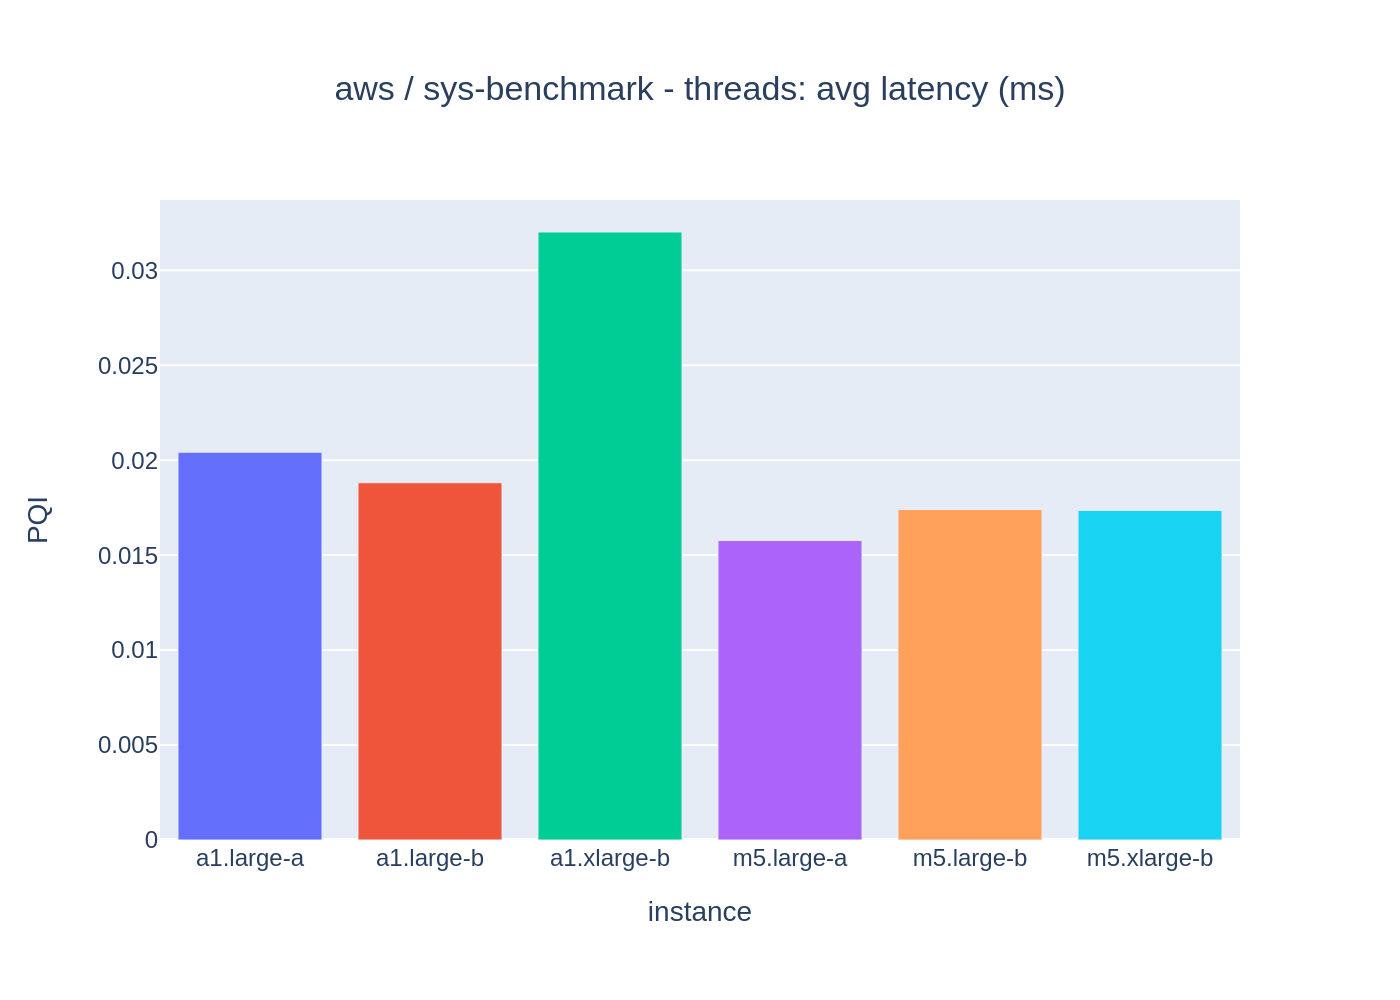 aws / sys-benchmark - threads: avg latency (ms)
PQI
0.03
0.025
0.02
0.015
0.01
0.005
0
a1.large-a a1.large-b a1.xlarge-b m5.large-a m5.large-b m5.xlarge-b
instance